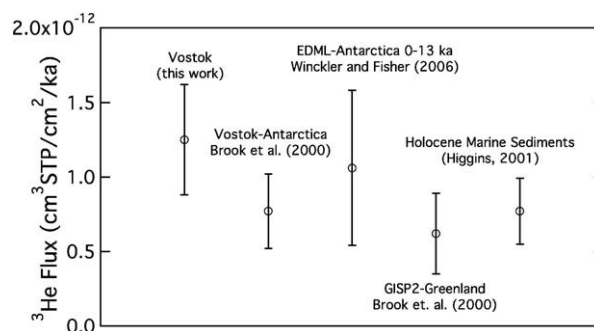 2.0x10⁻¹²
1.5
1.0
0.5
0.0
³He Flux (cm³STP/cm²/ka)
Vostok
(this work)
Vostok-Antarctica
Brook et al. (2000)
EDML-Antarctica 0-13 ka
Winckler and Fisher (2006)
GISP2-Greenland
Brook et. al. (2000)
Holocene Marine Sediments
(Higgins, 2001)